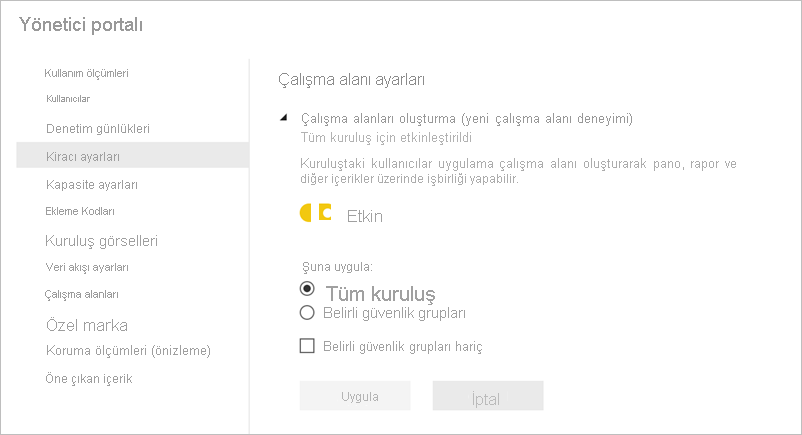 Yönetici portalı
Kullanım ölçümleri
Kullanıcılar
Denetim günlükleri
Kiracı ayarları
Kapasite ayarları
Ekleme Kodları
Kuruluş görselleri
Veri akışı ayarları
Çalışma alanları
Özel marka
Koruma ölçümleri (önizleme)
Öne çıkan içerik
Çalışma alanı ayarları
Çalışma alanları oluşturma (yeni çalışma alanı deneyimi)
Tüm kuruluş için etkinleştirildi
Kuruluştaki kullanıcılar uygulama çalışma alanı oluşturarak pano, rapor ve
diğer içerikler üzerinde işbirliği yapabilir.
Etkin
Şuna uygula:
Tüm kuruluş
Belirli güvenlik grupları
Belirli güvenlik grupları hariç
Uygula
İptal